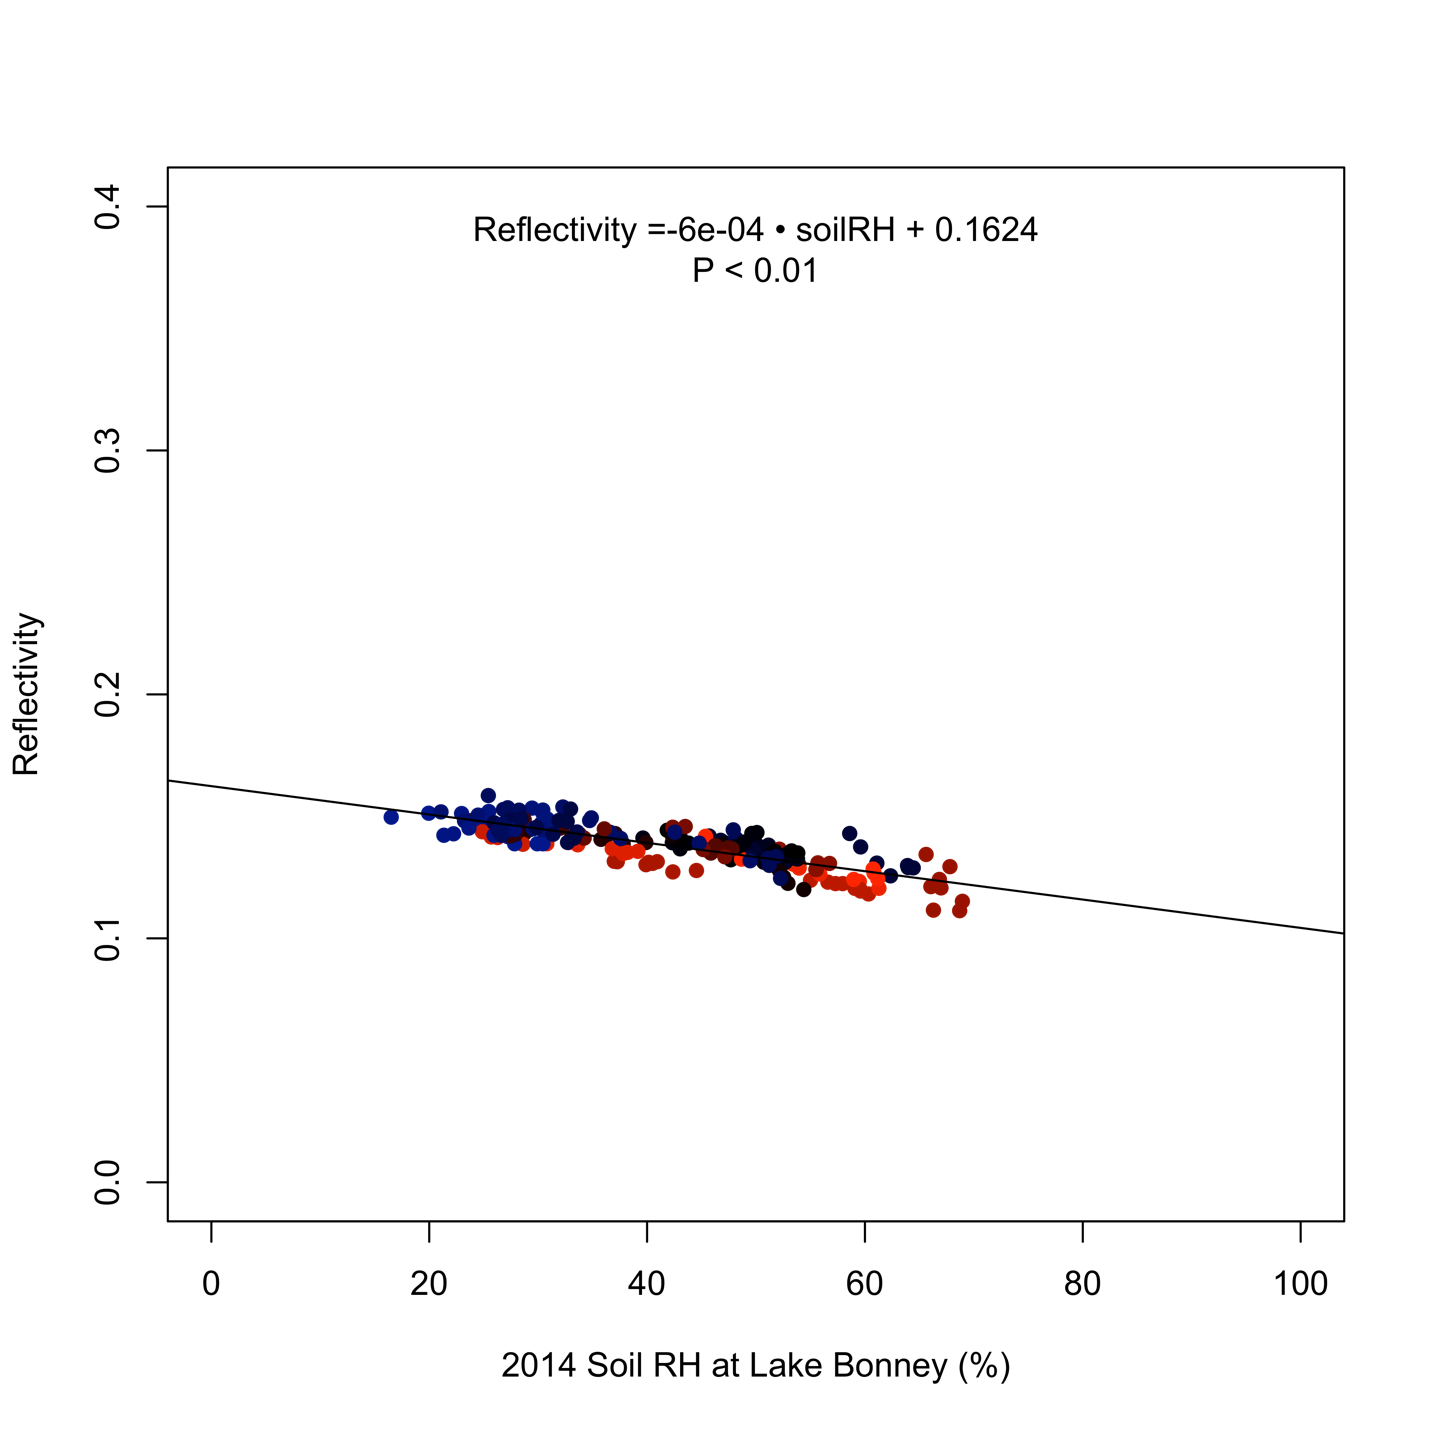 Reflectivity =-6e-04 • soilRH + 0.1624
P < 0.01
Reflectivity
0.4
0.3
0.2
0.1
0.0
0 20 40 60 80 100
2014 Soil RH at Lake Bonney (%)